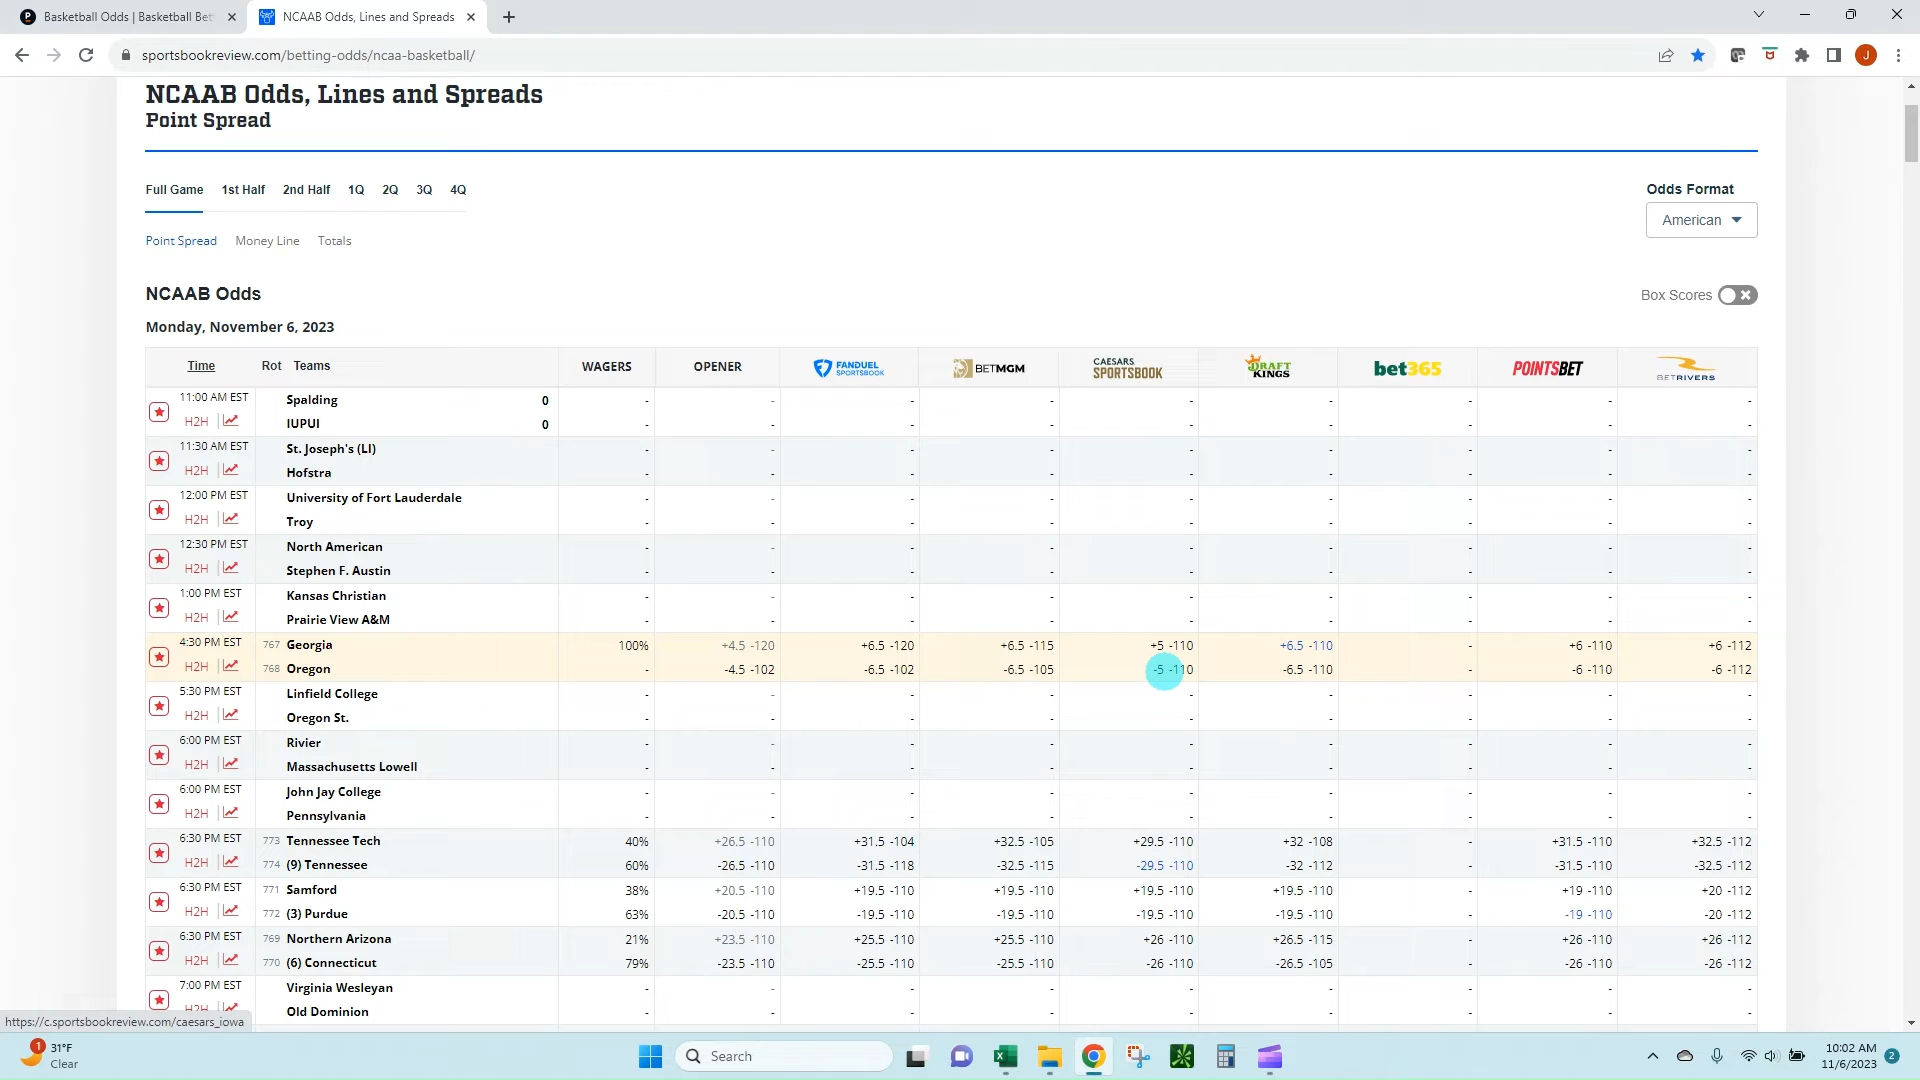 Basketball Odds | Basketball Bet
NCAAB Odds, Lines and Spreads
sportsbookreview.com/betting-odds/ncaa-basketball/
J
NCAAB Odds, Lines and Spreads
Point Spread
Full Game 1st Half 2nd Half 1Q 2Q 3Q 4Q
Odds Format
American
Point Spread Money Line Totals
NCAAB Odds
Box Scores
Monday, November 6, 2023
Time Rot Teams WAGERS OPENER FANDUEL SPORTSBOOK BETMGM CAESARS SPORTSBOOK DRAFT KINGS bet365 POINTSBET BETRIVERS
11:00 AM EST Spalding 0 - - - - - - - - -
H2H IUPUI 0 - - - - - - - - -
11:30 AM EST St. Joseph's (LI) - - - - - - - - -
H2H Hofstra - - - - - - - - -
12:00 PM EST University of Fort Lauderdale - - - - - - - - -
H2H Troy - - - - - - - - -
12:30 PM EST North American - - - - - - - - -
H2H Stephen F. Austin - - - - - - - - -
1:00 PM EST Kansas Christian - - - - - - - - -
H2H Prairie View A&M - - - - - - - - -
4:30 PM EST 767 Georgia 100% +4.5 -120 +6.5 -120 +6.5 -115 +5 -110 +6.5 -110 - +6 -110 +6 -112
H2H 768 Oregon - -4.5 -102 -6.5 -102 -6.5 -105 -5 -110 -6.5 -110 - -6 -110 -6 -112
5:30 PM EST Linfield College - - - - - - - - -
H2H Oregon St. - - - - - - - - -
6:00 PM EST Rivier - - - - - - - - -
H2H Massachusetts Lowell - - - - - - - - -
6:00 PM EST John Jay College - - - - - - - - -
H2H Pennsylvania - - - - - - - - -
6:30 PM EST 773 Tennessee Tech 40% +26.5 -110 +31.5 -104 +32.5 -105 +29.5 -110 +32 -108 - +31.5 -110 +32.5 -112
H2H 774 (9) Tennessee 60% -26.5 -110 -31.5 -118 -32.5 -115 -29.5 -110 -32 -112 - -31.5 -110 -32.5 -112
6:30 PM EST 771 Samford 38% +20.5 -110 +19.5 -110 +19.5 -110 +19.5 -110 +19.5 -110 - +19 -110 +20 -112
H2H 772 (3) Purdue 63% -20.5 -110 -19.5 -110 -19.5 -110 -19.5 -110 -19.5 -110 - -19 -110 -20 -112
6:30 PM EST 769 Northern Arizona 21% +23.5 -110 +25.5 -110 +25.5 -110 +26 -110 +26.5 -115 - +26 -110 +26 -112
H2H 770 (6) Connecticut 79% -23.5 -110 -25.5 -110 -25.5 -110 -26 -110 -26.5 -105 - -26 -110 -26 -112
7:00 PM EST Virginia Wesleyan - - - - - - - - -
H2H Old Dominion - - - - - - - - -
https://c.sportsbookreview.com/caesars_iowa
1 31°F
Clear
Search
10:02 AM
11/6/2023 2